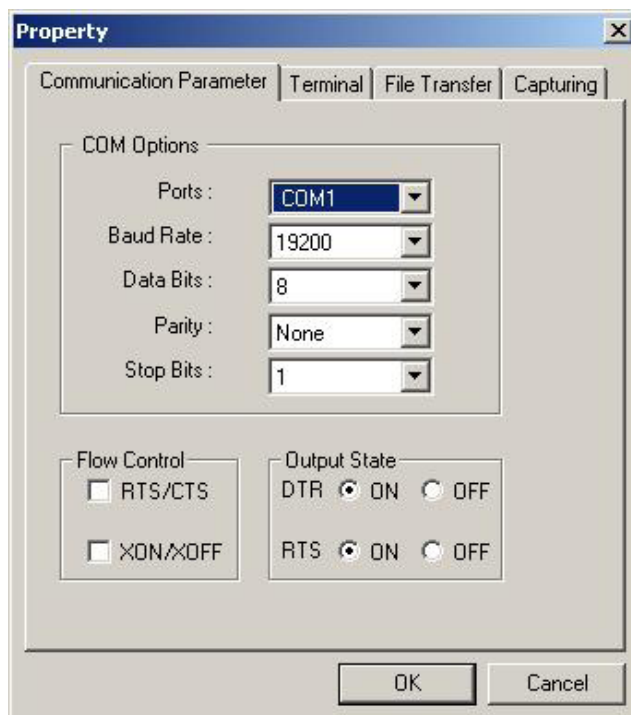 Property
Communication Parameter Terminal File Transfer Capturing
COM Options
Ports : COM1
Baud Rate : 19200
Data Bits : 8
Parity : None
Stop Bits : 1
Flow Control
RTS/CTS
XON/XOFF
Output State
DTR ON OFF
RTS ON OFF
OK Cancel